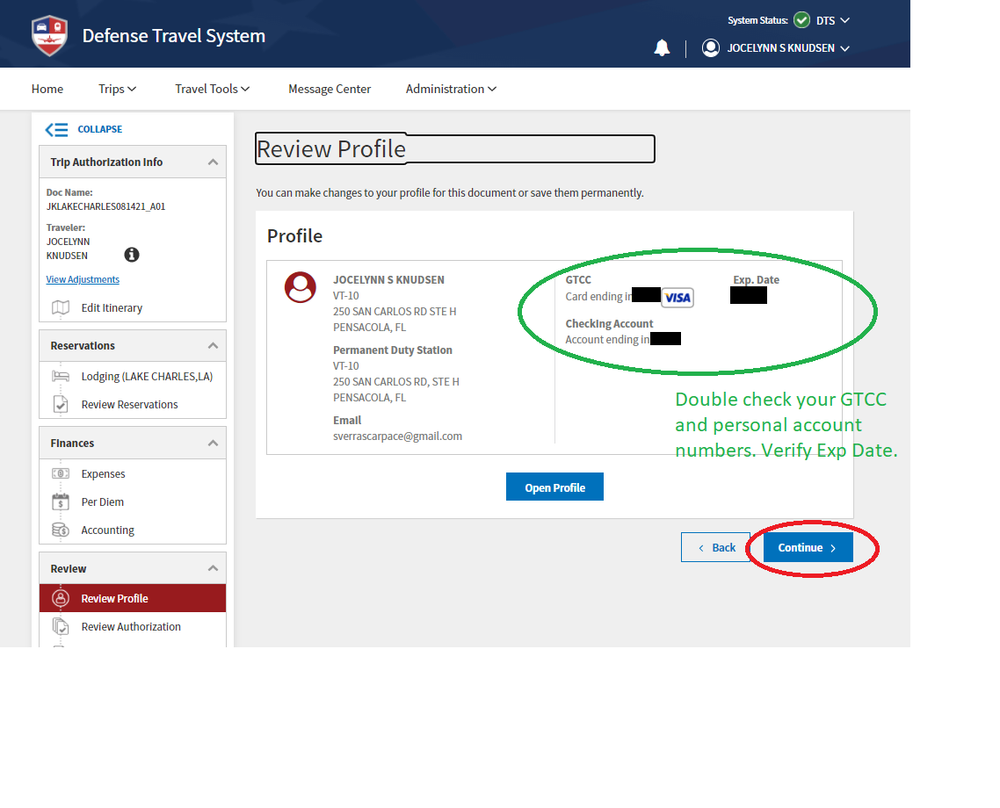 System Status: DTS
Defense Travel System
JOCELYNN S KNUDSEN
Home Trips Travel Tools Message Center Administration
COLLAPSE
Trip Authorization Info
Doc Name:
JKLAKECHARLES081421_A01
Traveler:
JOCELYNN
KNUDSEN
View Adjustments
Edit Itinerary
Reservations
Lodging (LAKE CHARLES,LA)
Review Reservations
Finances
Expenses
Per Diem
Accounting
Review
Review Profile
Review Authorization
Review Profile
You can make changes to your profile for this document or save them permanently.
Profile
JOCELYNN S KNUDSEN
VT-10
250 SAN CARLOS RD STE H
PENSACOLA, FL
Permanent Duty Station
VT-10
250 SAN CARLOS RD, STE H
PENSACOLA, FL
Email
sverrascarpace@gmail.com
GTCC
Card ending in VISA
Exp. Date
Checking Account
Account ending in
Double check your GTCC
and personal account
numbers. Verify Exp Date.
Open Profile
Back
Continue